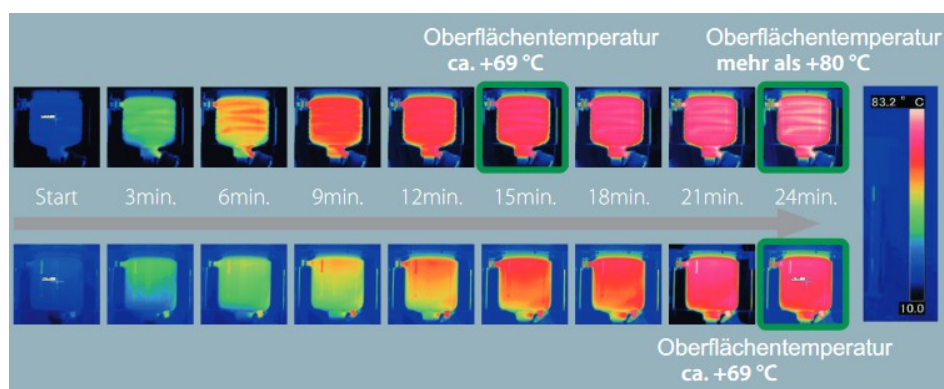 Oberflächentemperatur
ca. +69 °C
Oberflächentemperatur
mehr als +80 °C
83.2 ° C
Start 3min. 6min. 9min. 12min. 15min. 18min. 21min. 24min.
10.0
Oberflächentemperatur
ca. +69 °C